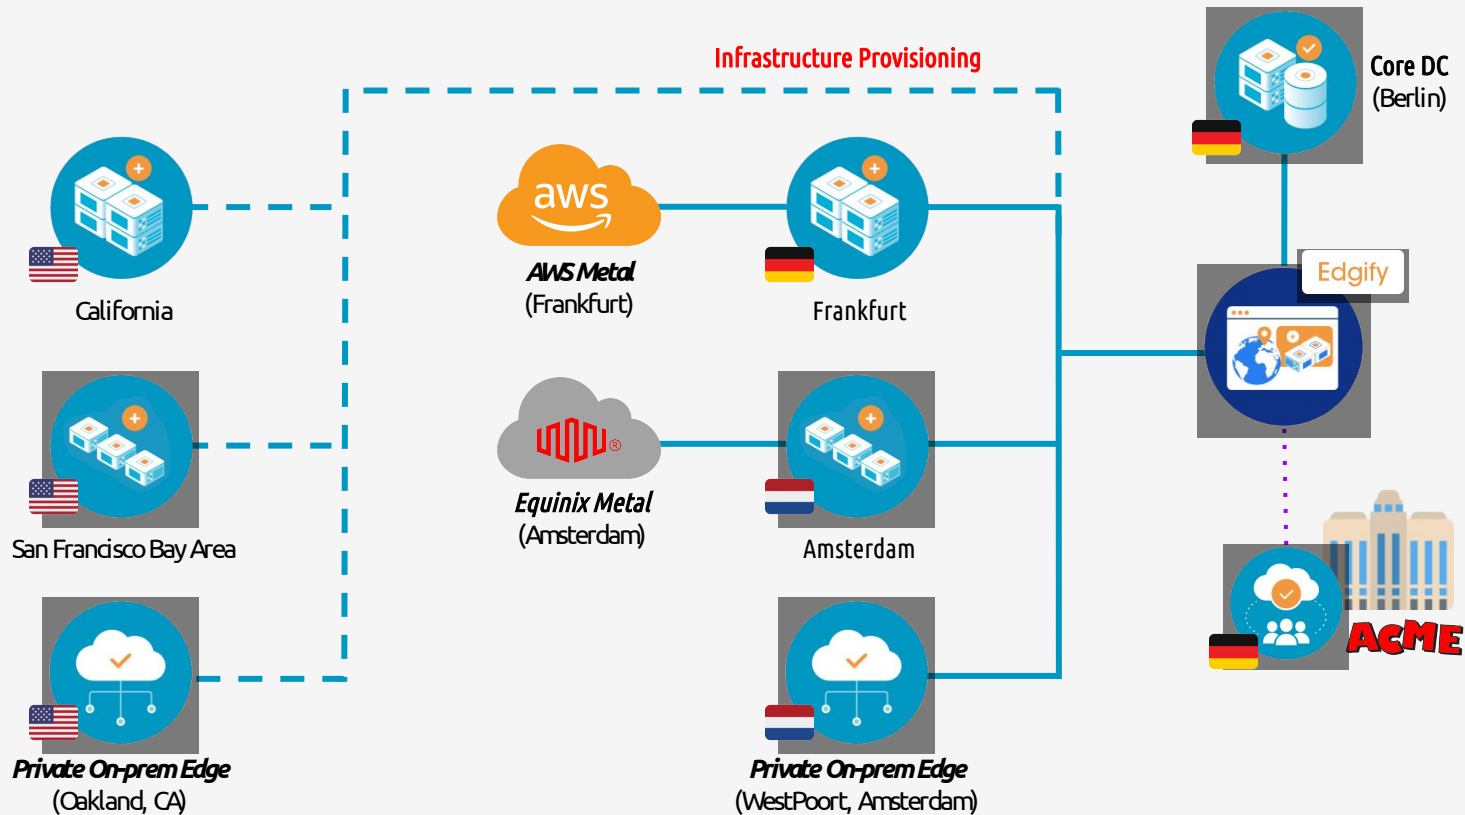 Infrastructure Provisioning
Core DC
(Berlin)
aws
AWS Metal
(Frankfurt)
California
Frankfurt
Edgify
®
Equinix Metal
(Amsterdam)
San Francisco Bay Area
Amsterdam
ACME
Private On-prem Edge
(Oakland, CA)
Private On-prem Edge
(WestPoort, Amsterdam)